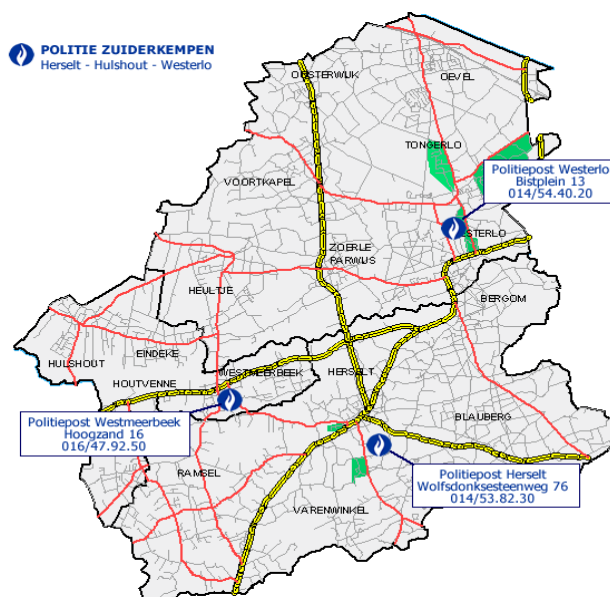 POLITIE ZUIDERKEMPEN
Herselt - Hulshout - Westerlo
OOSTERWIJK
OEVEL
TONGERLO
Politiepost Westerlo
Bistplein 13
014/54.40.20
VOORTKAPEL
ESTERLO
ZOERLE
PARWIJS
HEULTJE
BERGOM
HULSHOUT
EINDEKE
HOUTVENNE
WESTMEERBEEK
HERSELT
BLAUBERG
Politiepost Westmeerbeek
Hoogzand 16
016/47.92.50
RAMSEL
Politiepost Herselt
Wolfsdonksesteenweg 76
014/53.82.30
VARENWINKEL